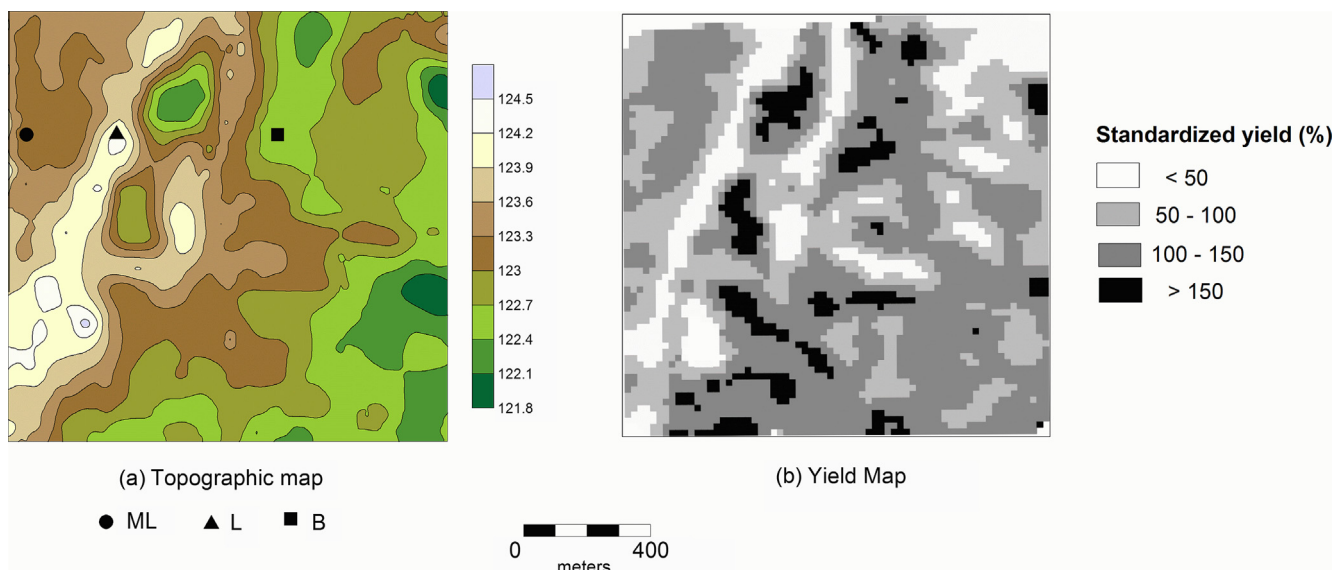 124.5
124.2
123.9
123.6
123.3
123
122.7
122.4
122.1
121.8
Standardized yield (%)
< 50
50 - 100
100 - 150
> 150
(a) Topographic map
(b) Yield Map
ML
L
B
0
400
meters